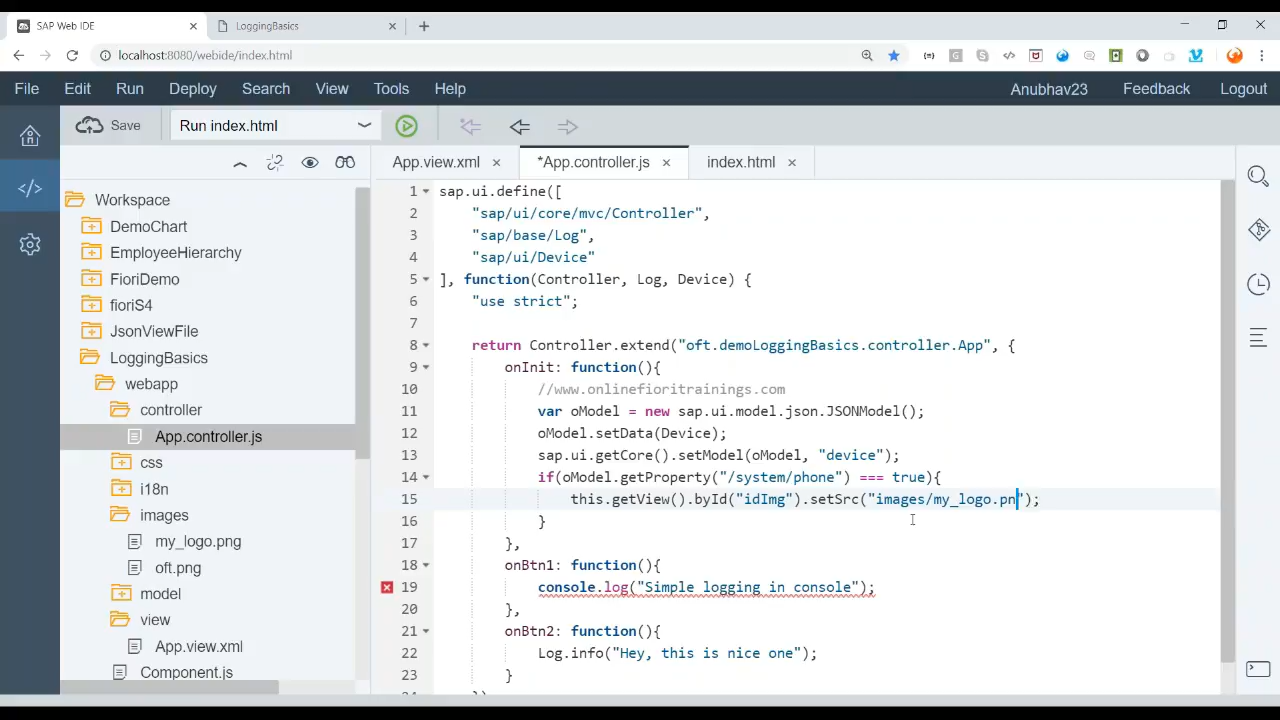 SAP Web IDE
LoggingBasics
localhost:8080/webide/index.html
File Edit Run Deploy Search View Tools Help Anubhav23 Feedback Logout
Save Run index.html
App.view.xml *App.controller.js index.html
Workspace
DemoChart
EmployeeHierarchy
FioriDemo
fioriS4
JsonViewFile
LoggingBasics
webapp
controller
App.controller.js
css
i18n
images
my_logo.png
oft.png
model
view
App.view.xml
Component.js
1 sap.ui.define([
2 "sap/ui/core/mvc/Controller",
3 "sap/base/Log",
4 "sap/ui/Device"
5 ], function(Controller, Log, Device) {
6 "use strict";
7
8 return Controller.extend("oft.demoLoggingBasics.controller.App", {
9 onInit: function(){
10 //www.onlinefioritrainings.com
11 var oModel = new sap.ui.model.json.JSONModel();
12 oModel.setData(Device);
13 sap.ui.getCore().setModel(oModel, "device");
14 if(oModel.getProperty("/system/phone") === true){
15 this.getView().byId("idImg").setSrc("images/my_logo.pn");
16 }
17 },
18 onBtn1: function(){
19 console.log("Simple logging in console");
20 },
21 onBtn2: function(){
22 Log.info("Hey, this is nice one");
23 }